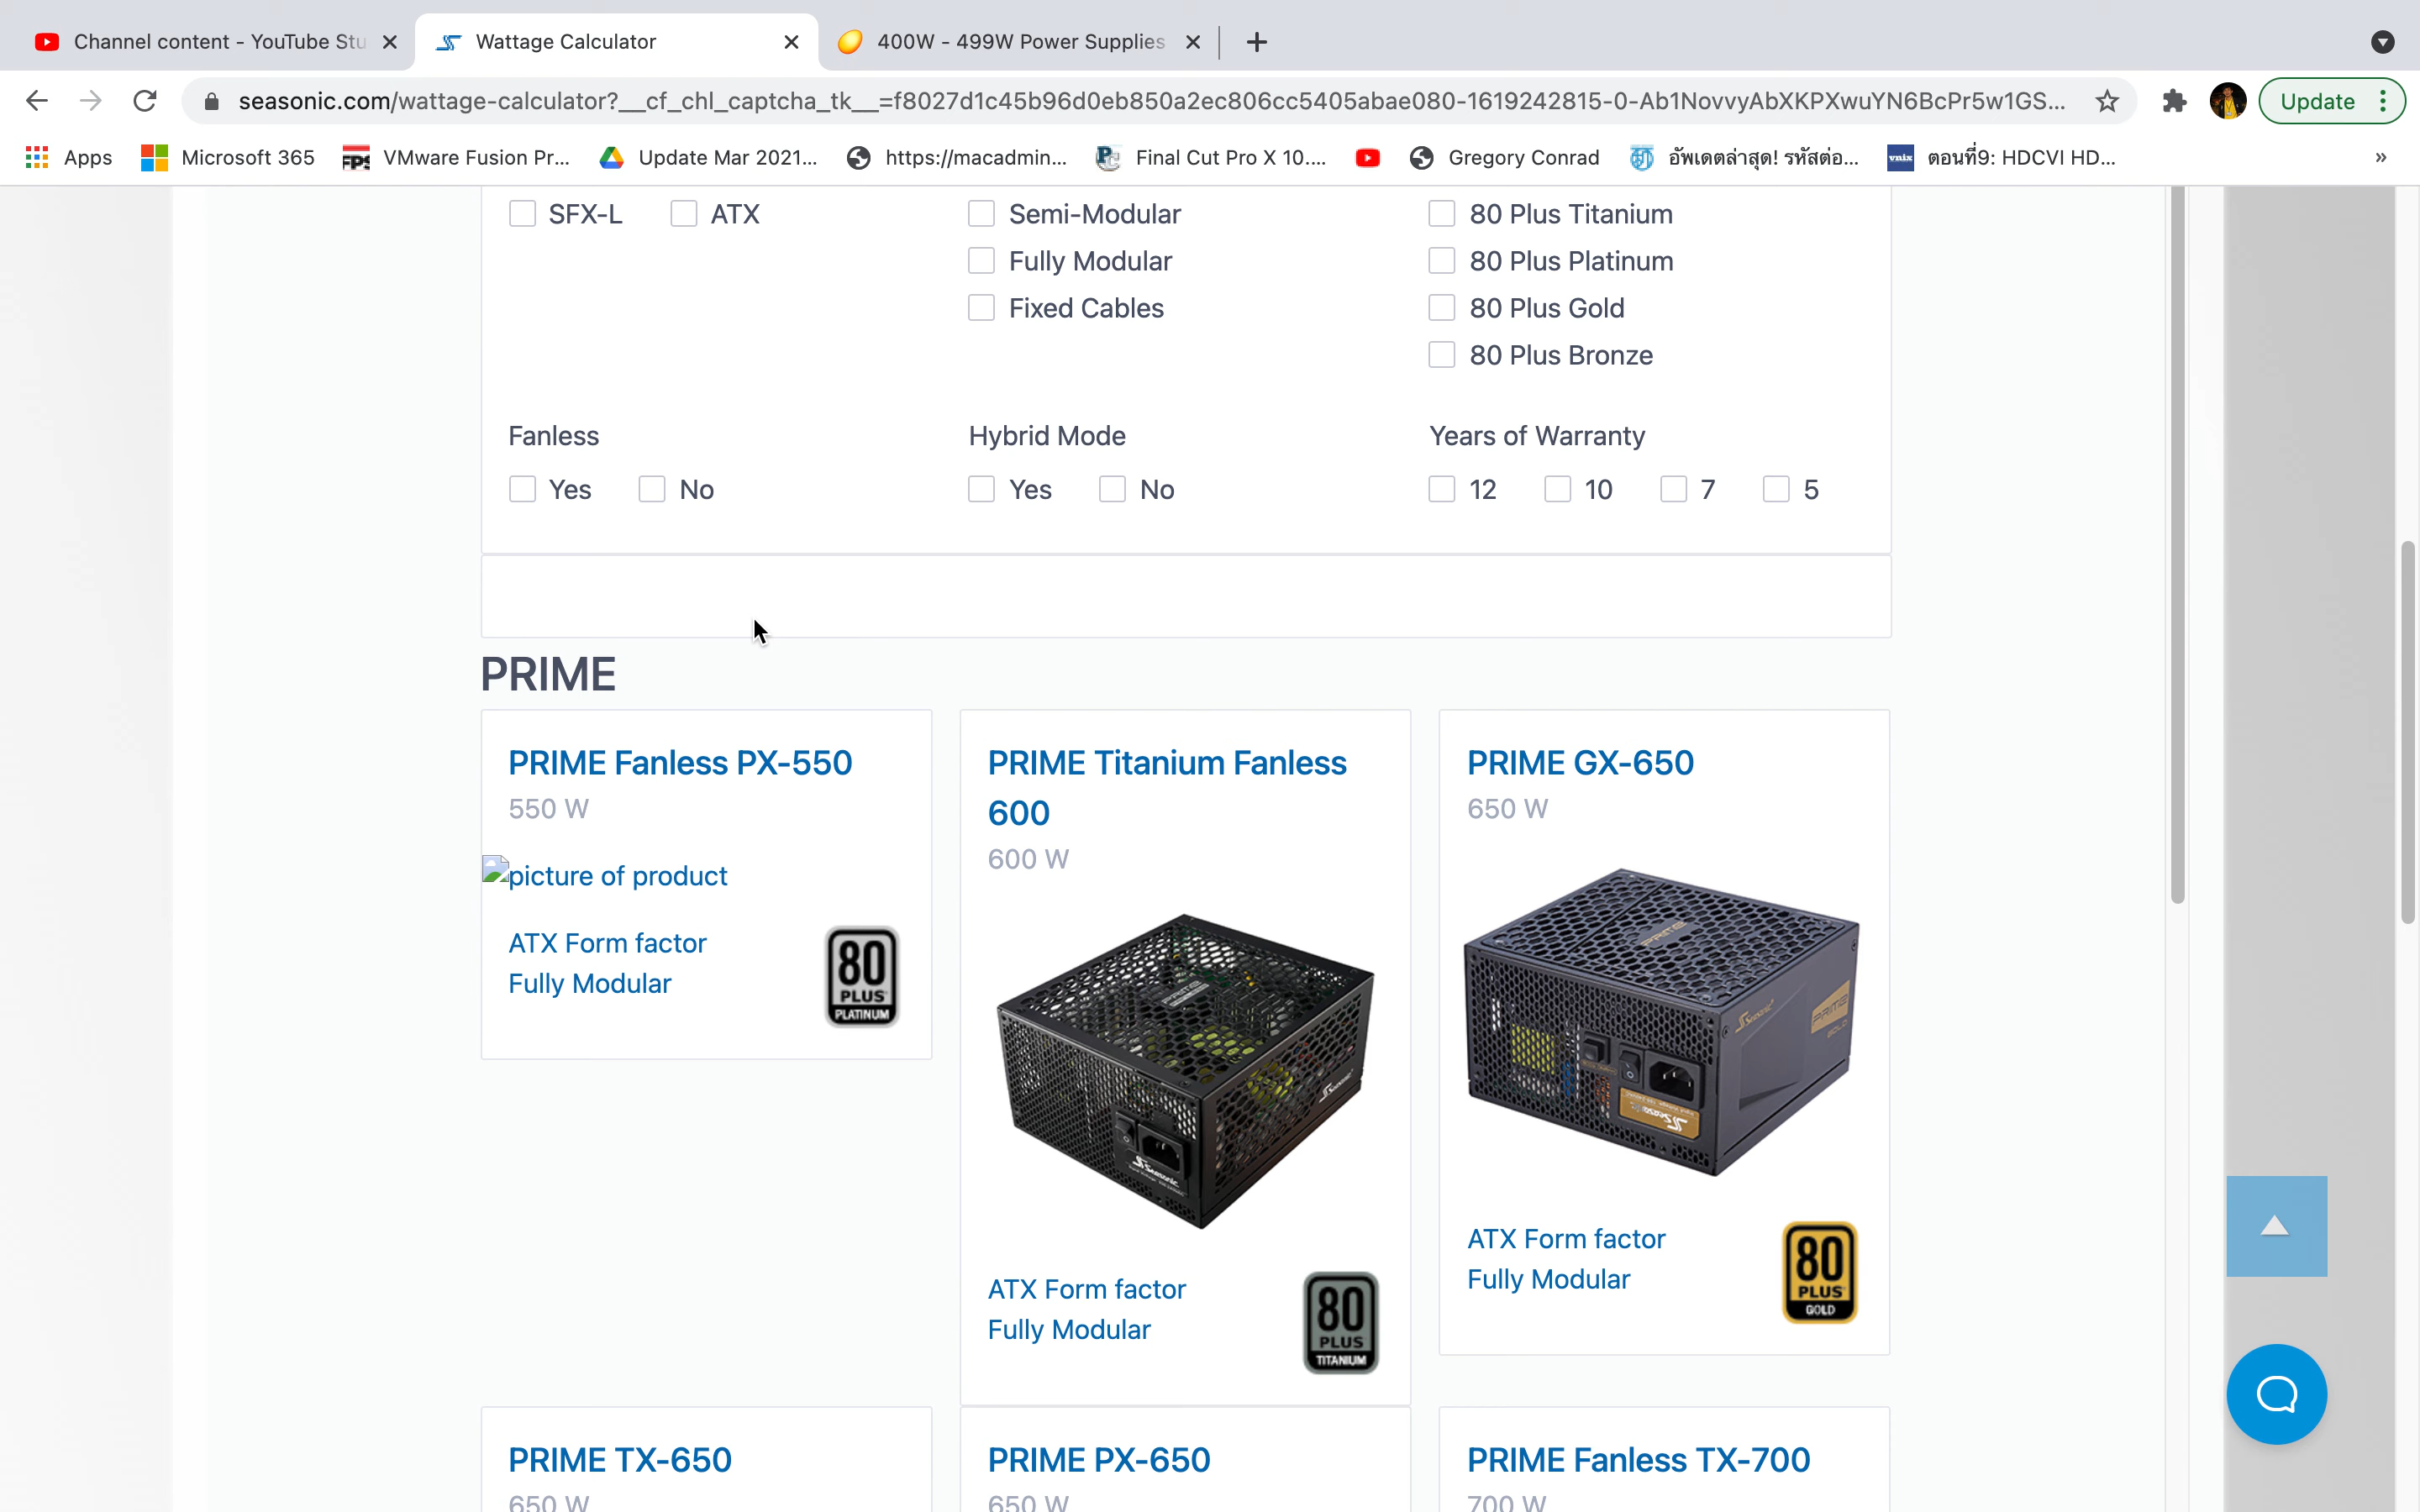 Channel content - YouTube Stu
Wattage Calculator
400W - 499W Power Supplies
seasonic.com/wattage-calculator?__cf_chl_captcha_tk__=f8027d1c45b96d0eb850a2ec806cc5405abae080-1619242815-0-Ab1NovvyAbXKPXwuYN6BcPr5w1GS...
Update
Apps
Microsoft 365
VMware Fusion Pr...
Update Mar 2021...
https://macadmin...
Final Cut Pro X 10....
Gregory Conrad
อัพเดตล่าสุด! รหัสต่อ...
ตอนที่9: HDCVI HD...
»
SFX-L
ATX
Semi-Modular
Fully Modular
Fixed Cables
80 Plus Titanium
80 Plus Platinum
80 Plus Gold
80 Plus Bronze
Fanless
Yes
No
Hybrid Mode
Yes
No
Years of Warranty
12
10
7
5
PRIME
PRIME Fanless PX-550
550 W
picture of product
ATX Form factor
Fully Modular
80
PLUS
PLATINUM
PRIME Titanium Fanless
600
600 W
ATX Form factor
Fully Modular
80
PLUS
TITANIUM
PRIME GX-650
650 W
PRIME
PRIME
GOLD
Seasonic
ATX Form factor
Fully Modular
80
PLUS
GOLD
PRIME TX-650
650 W
PRIME PX-650
650 W
PRIME Fanless TX-700
700 W